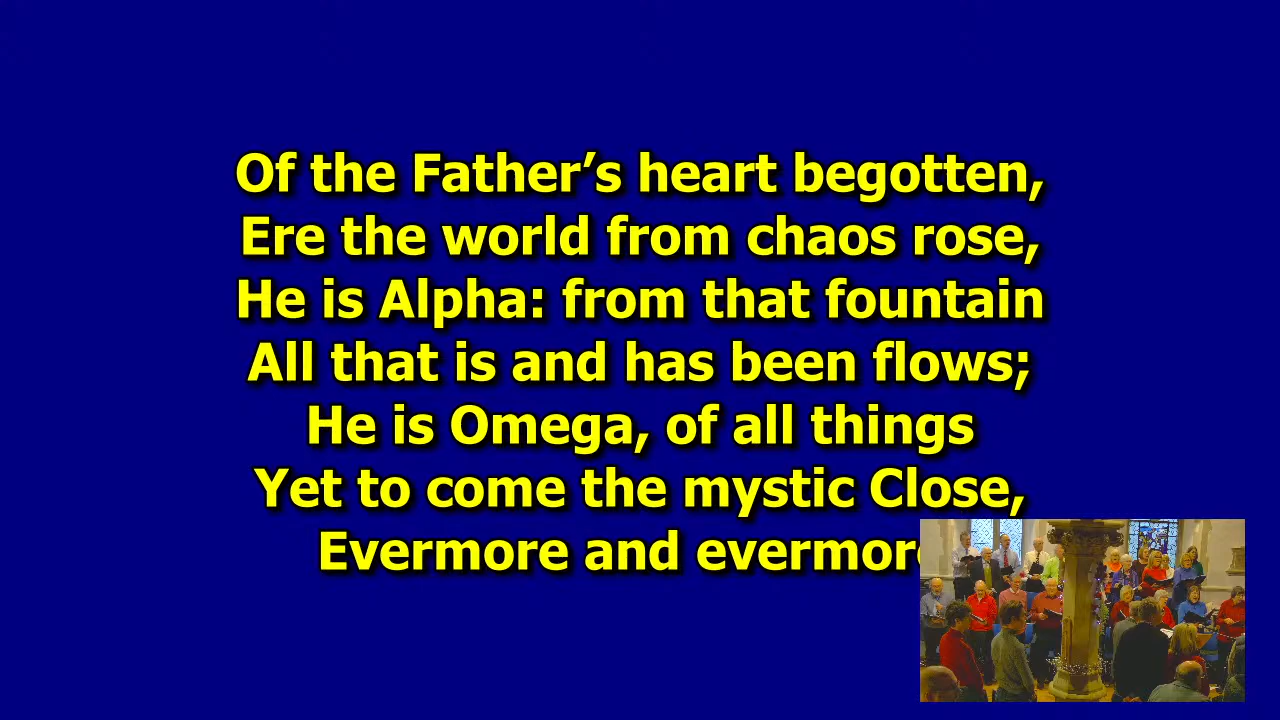 Of the Father’s heart begotten,
Ere the world from chaos rose,
He is Alpha: from that fountain
All that is and has been flows;
He is Omega, of all things
Yet to come the mystic Close,
Evermore and evermore